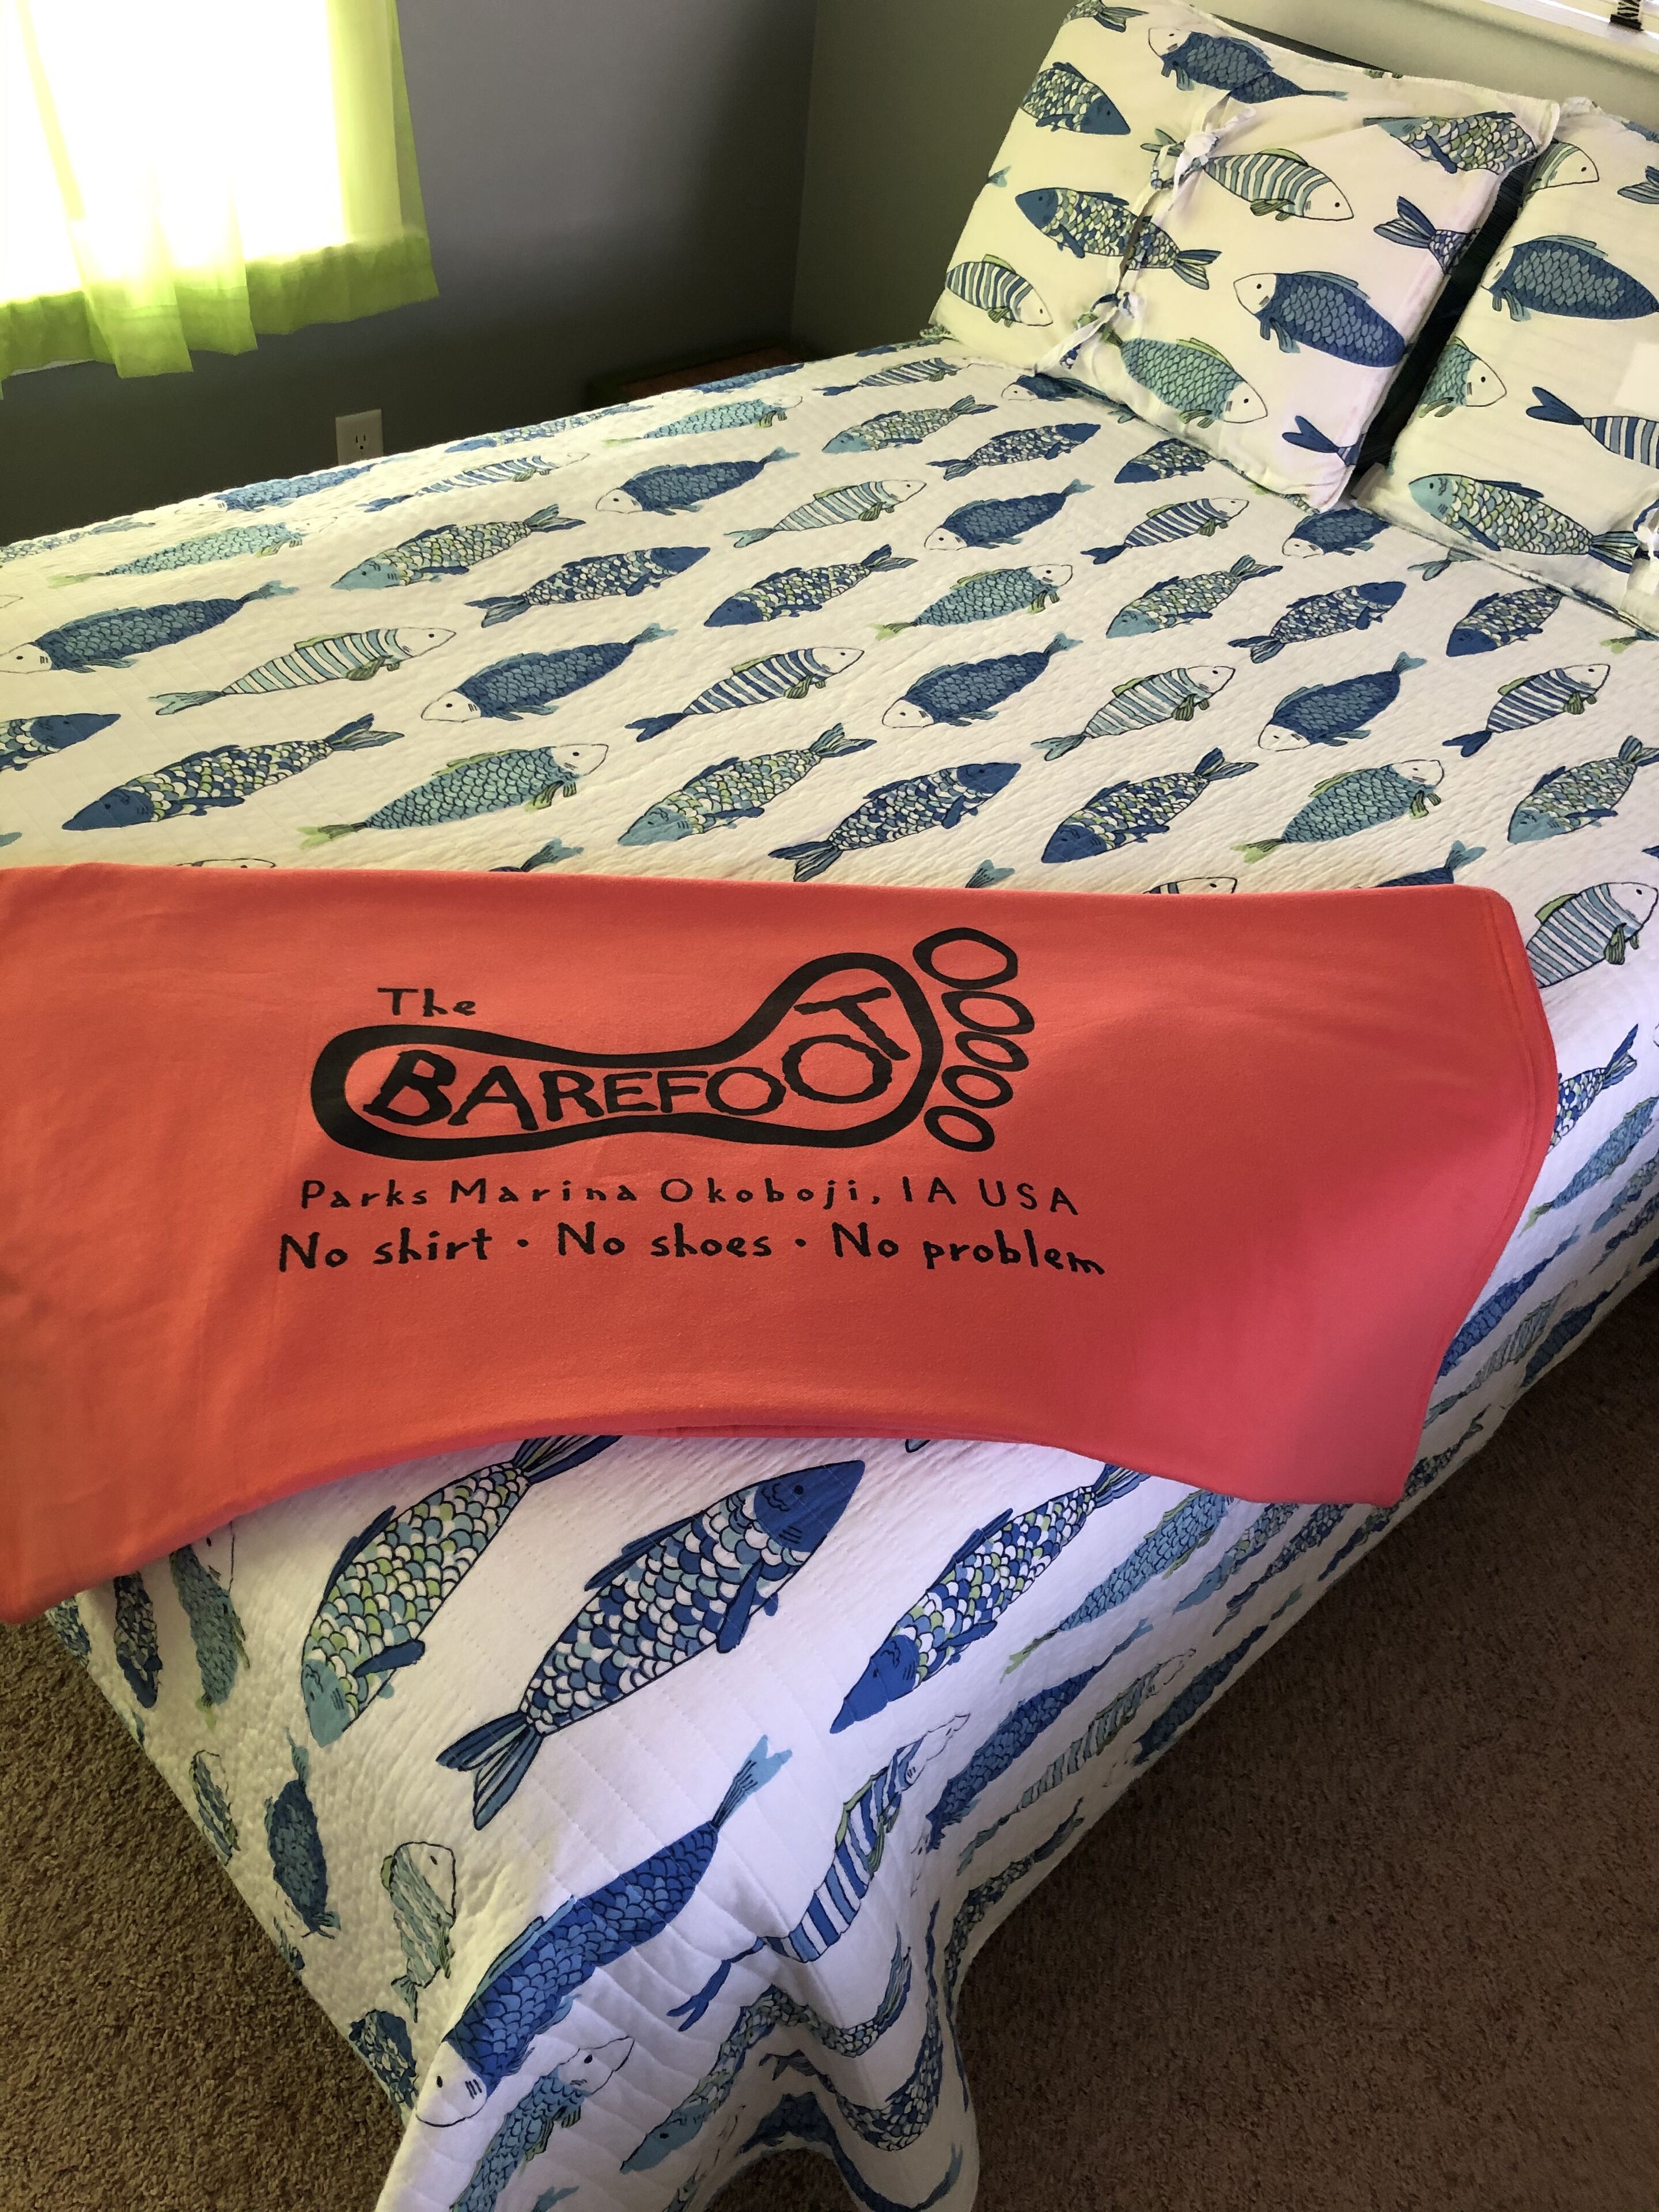 The
BAREFOOT
Parks Marina Okoboji, IA USA
No shirt · No shoes · No problem